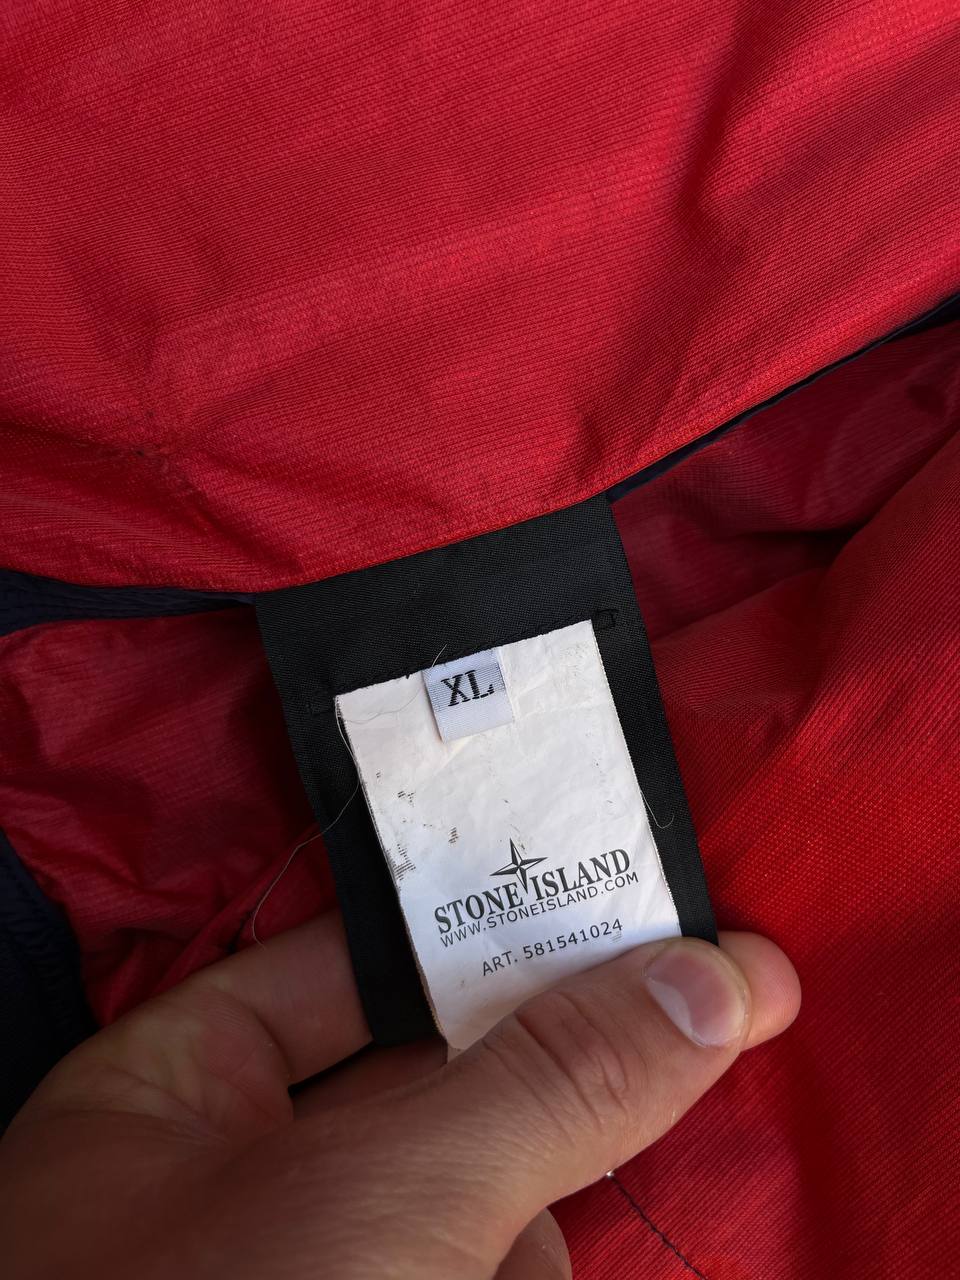 XL
STONE ISLAND
WWW.STONEISLAND.COM
ART. 581541024